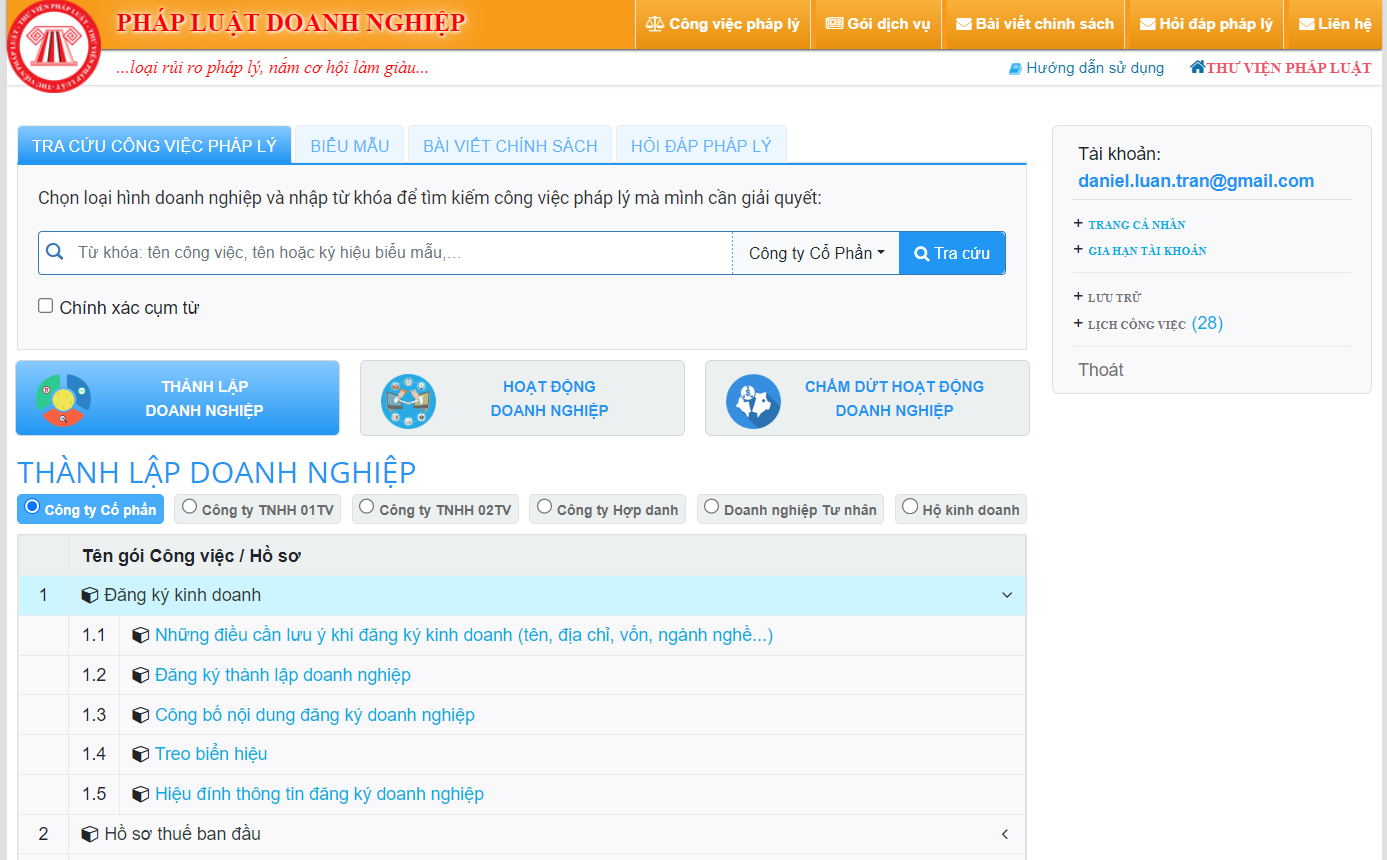 PHÁP LUẬT DOANH NGHIỆP
Công việc pháp lý
Gói dịch vụ
Bài viết chính sách
Hỏi đáp pháp lý
Liên hệ
...loại rủi ro pháp lý, nắm cơ hội làm giàu...
Hướng dẫn sử dụng
THƯ VIỆN PHÁP LUẬT
TRA CỨU CÔNG VIỆC PHÁP LÝ
BIỂU MẪU
BÀI VIẾT CHÍNH SÁCH
HỎI ĐÁP PHÁP LÝ
Chọn loại hình doanh nghiệp và nhập từ khóa để tìm kiếm công việc pháp lý mà mình cần giải quyết:
Từ khóa: tên công việc, tên hoặc ký hiệu biểu mẫu,...
Công ty Cổ Phần
Tra cứu
Chính xác cụm từ
Tài khoản:
daniel.luan.tran@gmail.com
+ TRANG CÁ NHÂN
+ GIA HẠN TÀI KHOẢN
+ LƯU TRỮ
+ LỊCH CÔNG VIỆC (28)
Thoát
THÀNH LẬP
DOANH NGHIỆP
HOẠT ĐỘNG
DOANH NGHIỆP
CHẤM DỨT HOẠT ĐỘNG
DOANH NGHIỆP
THÀNH LẬP DOANH NGHIỆP
Công ty Cổ phần
Công ty TNHH 01TV
Công ty TNHH 02TV
Công ty Hợp danh
Doanh nghiệp Tư nhân
Hộ kinh doanh
Tên gói Công việc / Hồ sơ
1 Đăng ký kinh doanh
1.1 Những điều cần lưu ý khi đăng ký kinh doanh (tên, địa chỉ, vốn, ngành nghề...)
1.2 Đăng ký thành lập doanh nghiệp
1.3 Công bố nội dung đăng ký doanh nghiệp
1.4 Treo biển hiệu
1.5 Hiệu đính thông tin đăng ký doanh nghiệp
2 Hồ sơ thuế ban đầu